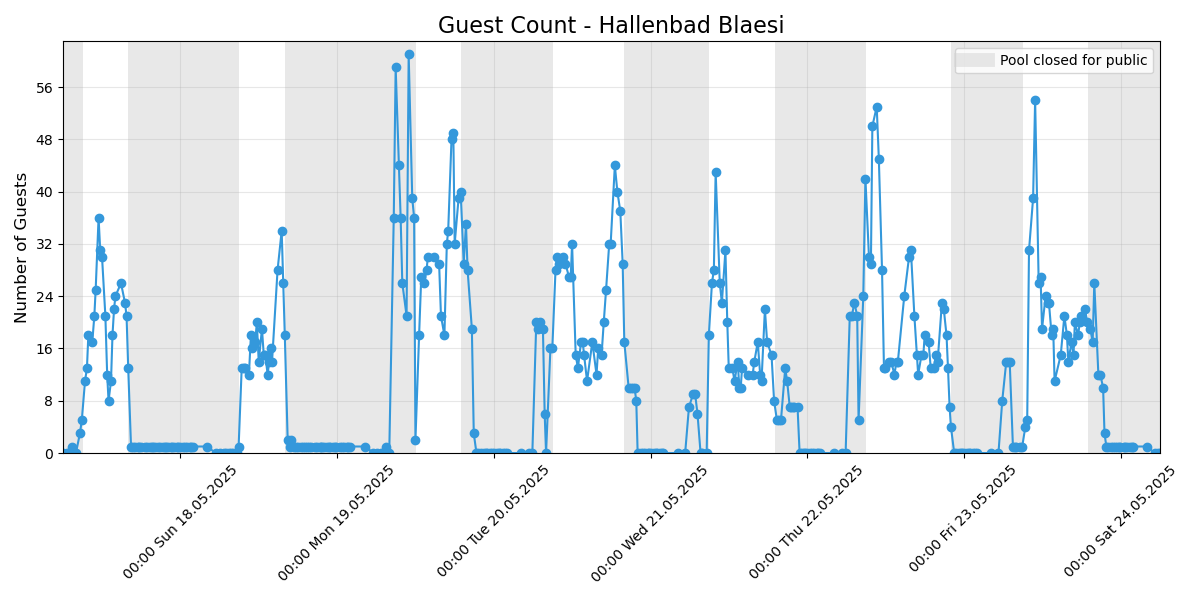 Guest Count - Hallenbad Blaesi
Pool closed for public
Number of Guests
56
48
40
32
24
16
8
0
00:00 Sun 18.05.2025
00:00 Mon 19.05.2025
00:00 Tue 20.05.2025
00:00 Wed 21.05.2025
00:00 Thu 22.05.2025
00:00 Fri 23.05.2025
00:00 Sat 24.05.2025